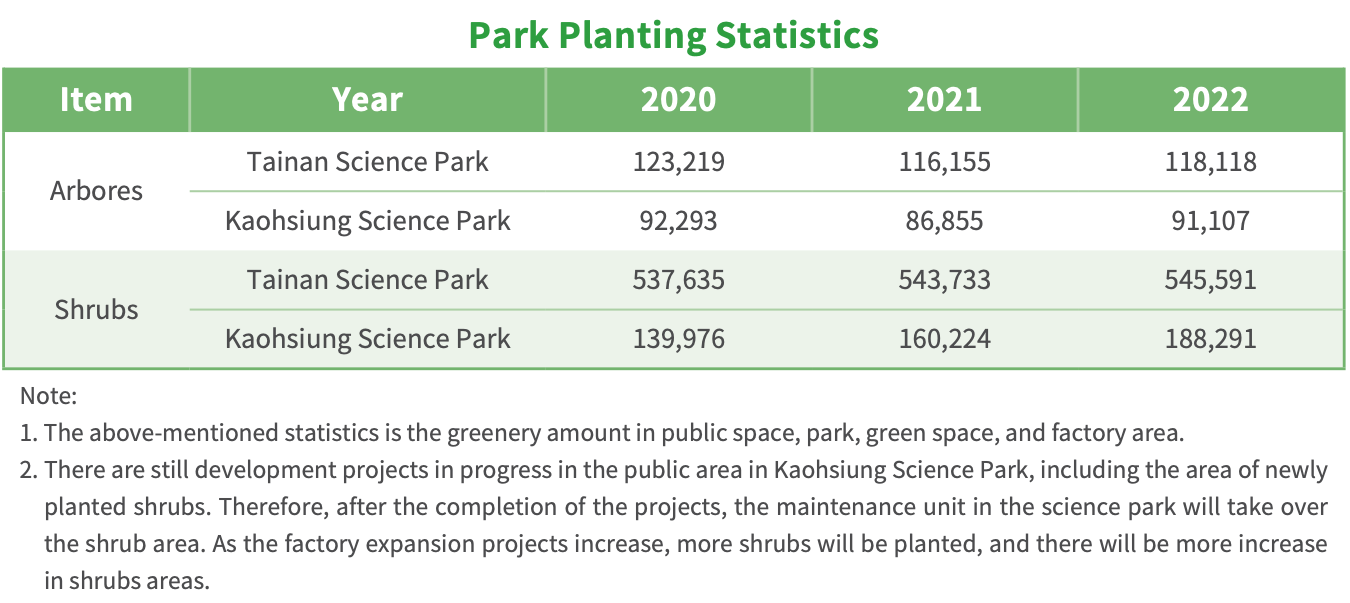 Park Planting Statistics
Item Year 2020 2021 2022
Arbores
Tainan Science Park 123,219 116,155 118,118
Kaohsiung Science Park 92,293 86,855 91,107
Shrubs
Tainan Science Park 537,635 543,733 545,591
Kaohsiung Science Park 139,976 160,224 188,291
Note:
1. The above-mentioned statistics is the greenery amount in public space, park, green space, and factory area.
2. There are still development projects in progress in the public area in Kaohsiung Science Park, including the area of newly
planted shrubs. Therefore, after the completion of the projects, the maintenance unit in the science park will take over
the shrub area. As the factory expansion projects increase, more shrubs will be planted, and there will be more increase
in shrubs areas.